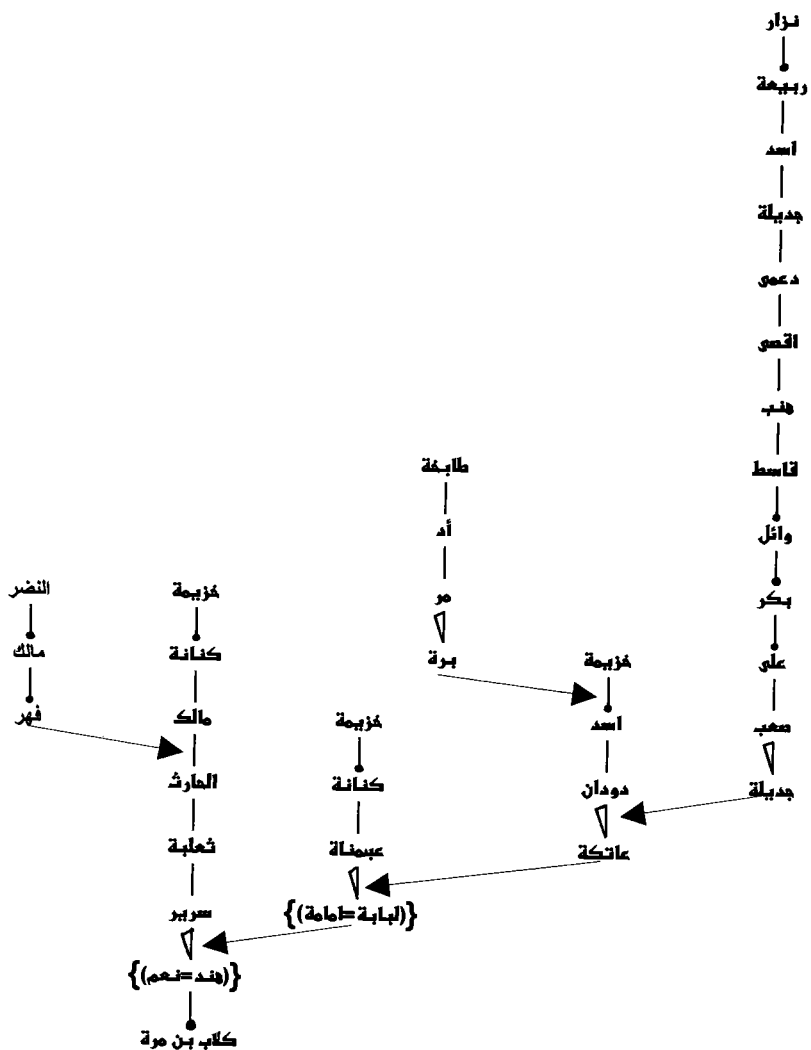 نزار
ربيعة
اسد
جديلة
دعمى
اقصى
هنب
قاسط
وائل
بكر
على
صعب
جديلة
طابخة
أد
مر
برة
خزيمة
اسد
دودان
عاتكة
خزيمة
كنانة
عبمناة
{(لبابة=امامة)}
خزيمة
كنانة
مالك
الحارث
ثعلبة
سرير
{(هند=نعم)}
كلاب بن مرة
النضر
مالك
فهر